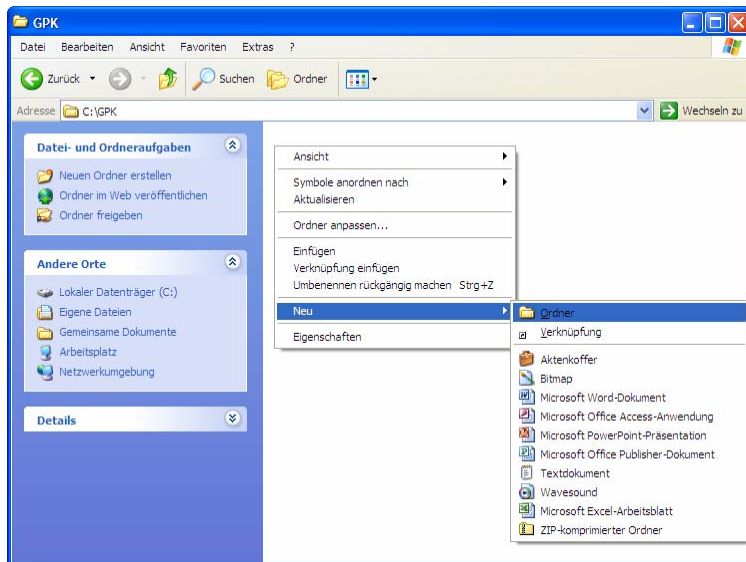 GPK
Datei Bearbeiten Ansicht Favoriten Extras ?
Zurück Suchen Ordner
Adresse C:\GPK Wechseln zu
Datei- und Ordneraufgaben
Neuen Ordner erstellen
Ordner im Web veröffentlichen
Ordner freigeben
Andere Orte
Lokaler Datenträger (C:)
Eigene Dateien
Gemeinsame Dokumente
Arbeitsplatz
Netzwerkumgebung
Details
Ansicht
Symbole anordnen nach
Aktualisieren
Ordner anpassen...
Einfügen
Verknüpfung einfügen
Umbenennen rückgängig machen Strg+Z
Neu
Eigenschaften
Ordner
Verknüpfung
Aktenkoffer
Bitmap
Microsoft Word-Dokument
Microsoft Office Access-Anwendung
Microsoft PowerPoint-Präsentation
Microsoft Office Publisher-Dokument
Textdokument
Wavesound
Microsoft Excel-Arbeitsblatt
ZIP-komprimierter Ordner